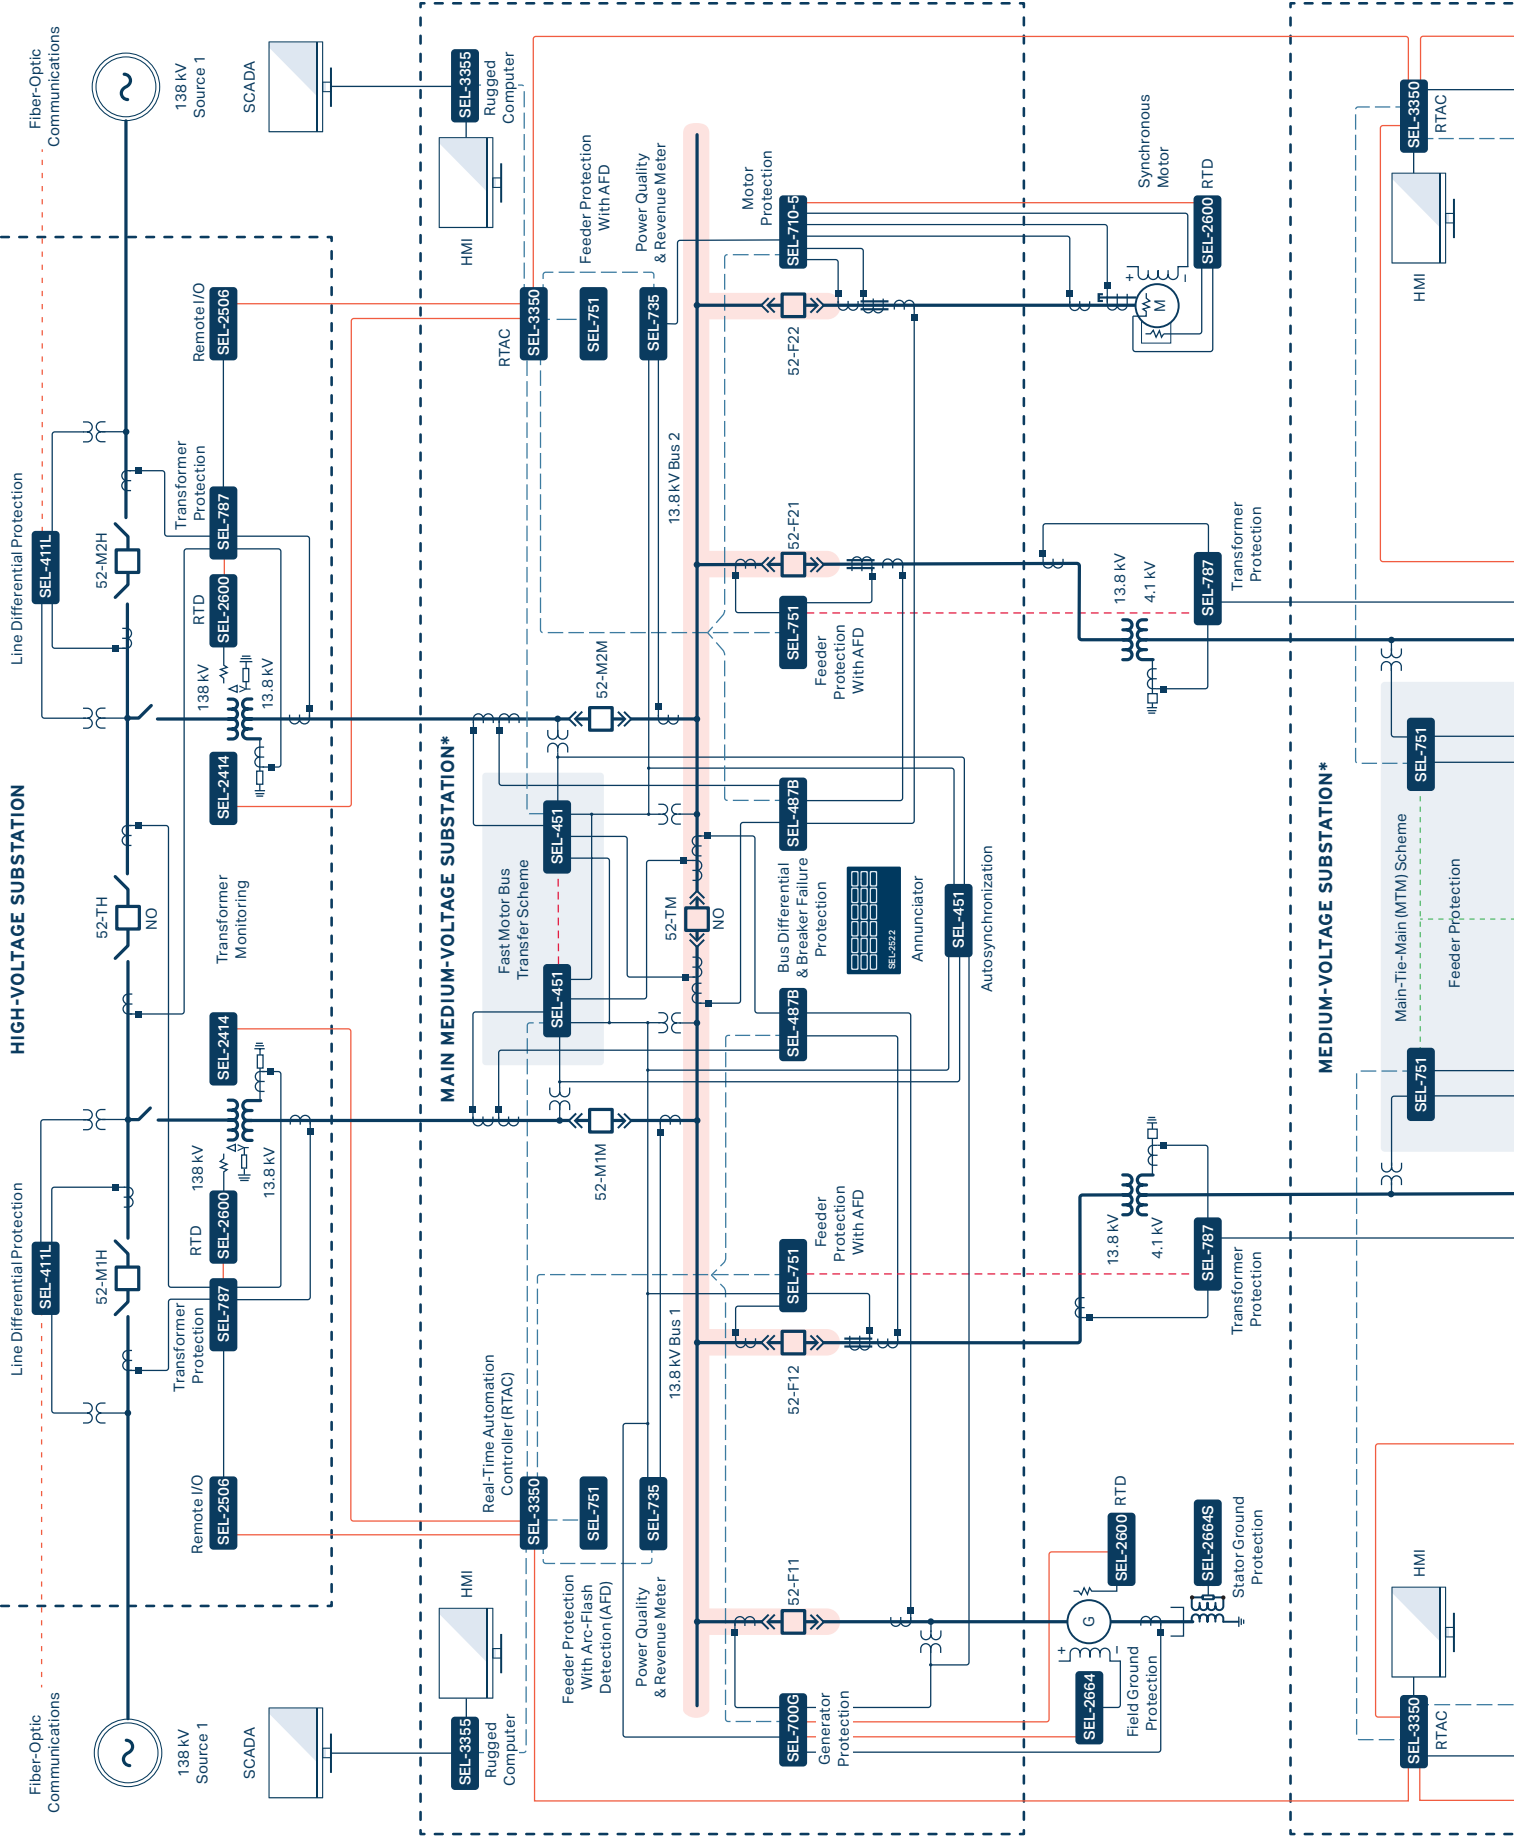 HIGH-VOLTAGE SUBSTATION
Fiber-Optic
Communications
Line Differential Protection
Line Differential Protection
Fiber-Optic
Communications
SEL-411L
SEL-411L
52-M1H
52-TH
NO
52-M2H
138 kV
Source 1
138 kV
Source 1
Remote I/O
SEL-2506
Transformer
Protection
SEL-787
RTD
SEL-2600
138 kV
13.8 kV
SEL-2414
Transformer
Monitoring
SEL-2414
138 kV
13.8 kV
RTD
SEL-2600
Transformer
Protection
SEL-787
Remote I/O
SEL-2506
SCADA
SCADA
MAIN MEDIUM-VOLTAGE SUBSTATION*
SEL-3355
Rugged
Computer
HMI
Real-Time Automation
Controller (RTAC)
SEL-3350
Fast Motor Bus
Transfer Scheme
SEL-451
SEL-451
RTAC
SEL-3350
HMI
SEL-3355
Rugged
Computer
Feeder Protection
With Arc-Flash
Detection (AFD)
SEL-751
52-M1M
52-M2M
SEL-751
Feeder Protection
With AFD
Power Quality
& Revenue Meter
SEL-735
13.8 kV Bus 1
52-TM
NO
13.8 kV Bus 2
SEL-735
Power Quality
& Revenue Meter
SEL-700G
Generator
Protection
52-F11
52-F12
SEL-751
Feeder
Protection
With AFD
SEL-487B
Bus Differential
& Breaker Failure
Protection
SEL-487B
SEL-751
Feeder
Protection
With AFD
52-F21
52-F22
Motor
Protection
SEL-710-5
SEL-2522
Annunciator
SEL-451
Autosynchronization
SEL-2664
Field Ground
Protection
+
−
G
SEL-2600
RTD
SEL-2664S
Stator Ground
Protection
13.8 kV
4.1 kV
SEL-787
Transformer
Protection
13.8 kV
4.1 kV
SEL-787
Transformer
Protection
M
−
+
Synchronous
Motor
SEL-2600
RTD
MEDIUM-VOLTAGE SUBSTATION*
SEL-3350
RTAC
HMI
SEL-751
Main-Tie-Main (MTM) Scheme
SEL-751
Feeder Protection
HMI
SEL-3350
RTAC